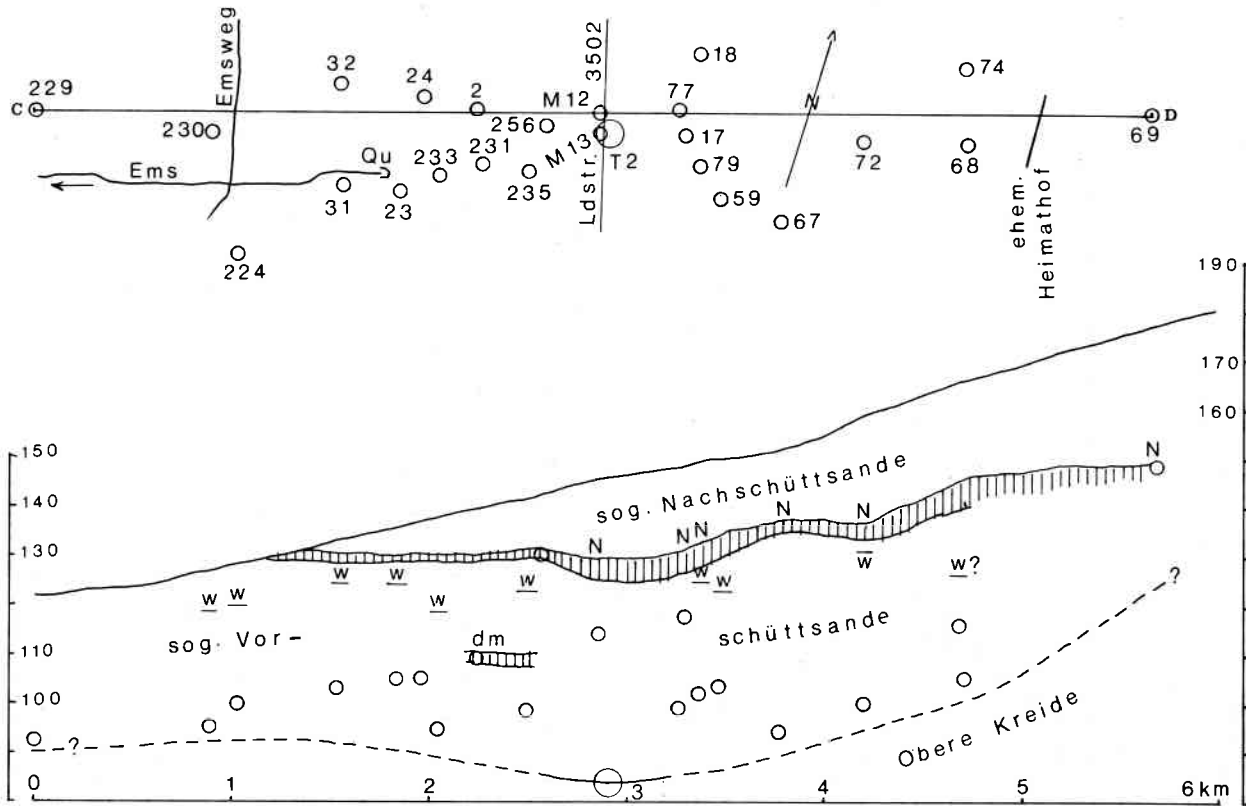 Emsweg
3502
18
32
74
24
229
2
77
M12
C
N
D
256
17
69
230
M13
T2
Qu
233
231
79
72
68
Ems
235
59
31
23
Ldstr.
67
ehem.
Heimathof
224
190
170
160
150
N
sog. Nachschüttsande
140
N
N
N
N
N
130
w
w
w
w
w
w?
?
w
w
w
w
sog. Vor-
dm
schüttsande
110
100
?
Obere Kreide
80
0
1
2
3
4
5
6 km